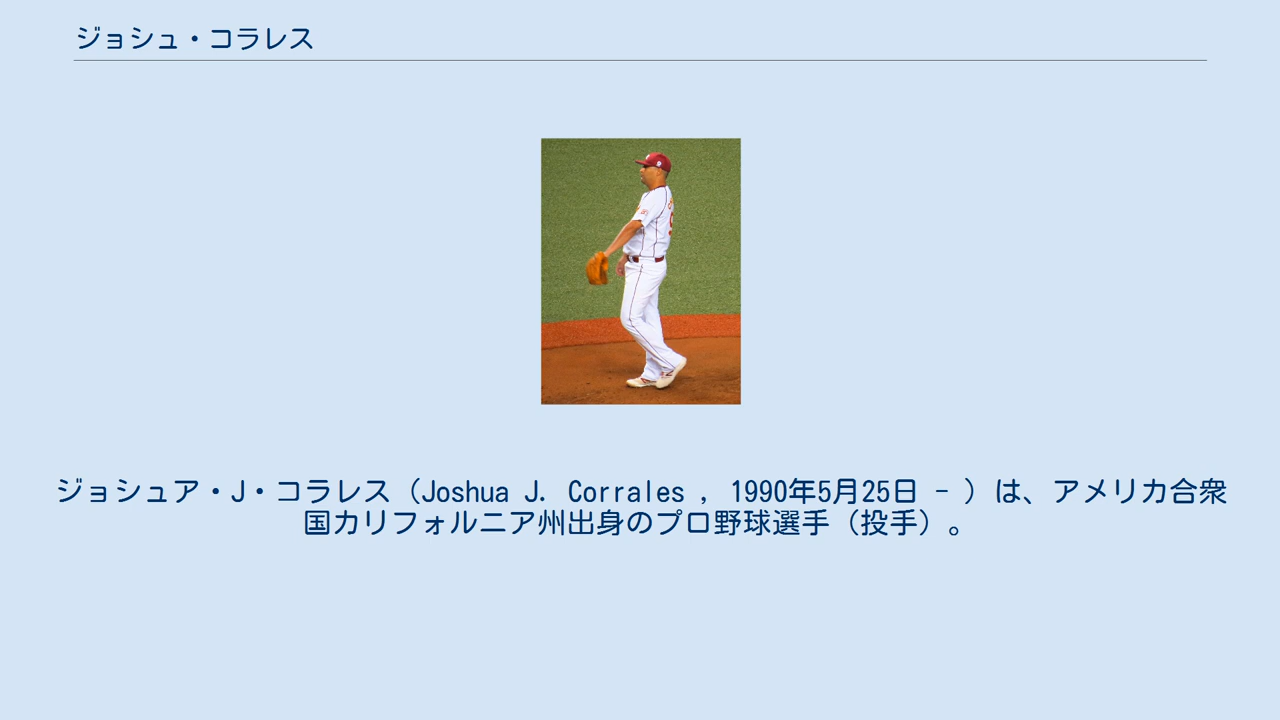 ジョシュ・コラレス
ジョシュア・J・コラレス（Joshua J. Corrales , 1990年5月25日 - ）は、アメリカ合衆
国カリフォルニア州出身のプロ野球選手（投手）。